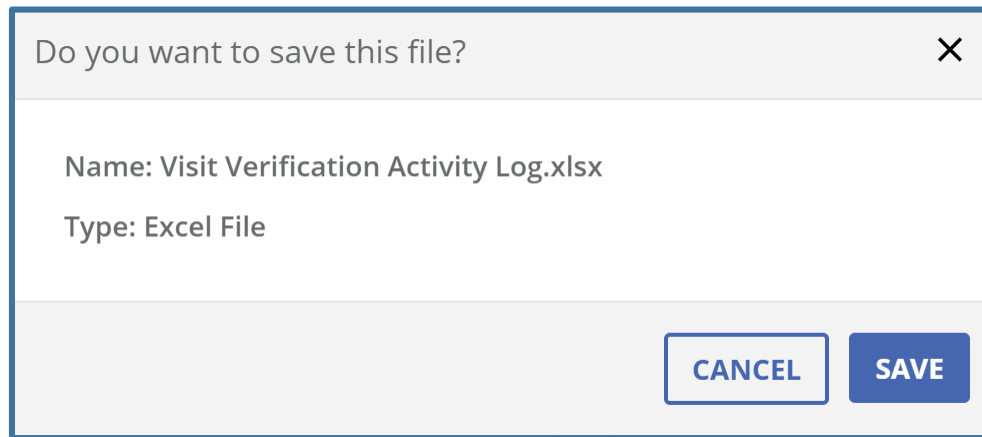 Do you want to save this file?
Name: Visit Verification Activity Log.xlsx
Type: Excel File
CANCEL SAVE